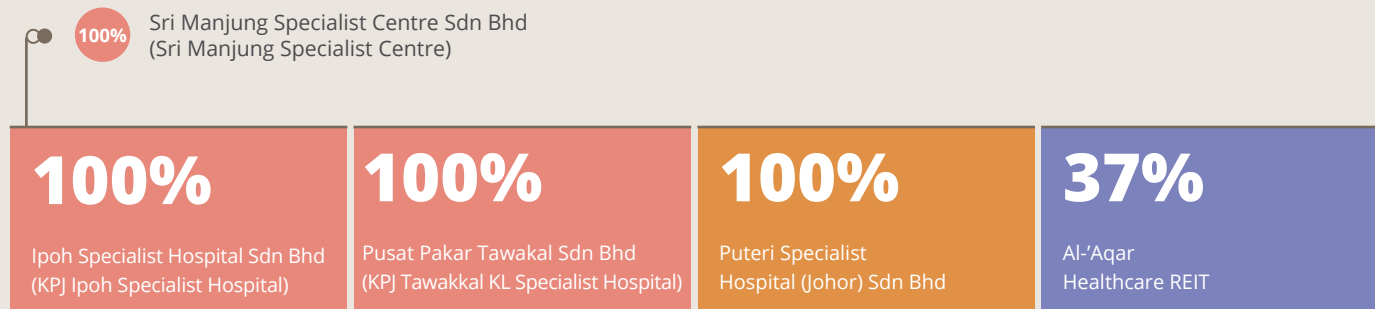 100%
Sri Manjung Specialist Centre Sdn Bhd
(Sri Manjung Specialist Centre)
100%
Ipoh Specialist Hospital Sdn Bhd
(KPJ Ipoh Specialist Hospital)
100%
Pusat Pakar Tawakal Sdn Bhd
(KPJ Tawakkal KL Specialist Hospital)
100%
Puteri Specialist
Hospital (Johor) Sdn Bhd
37%
Al-’Aqar
Healthcare REIT